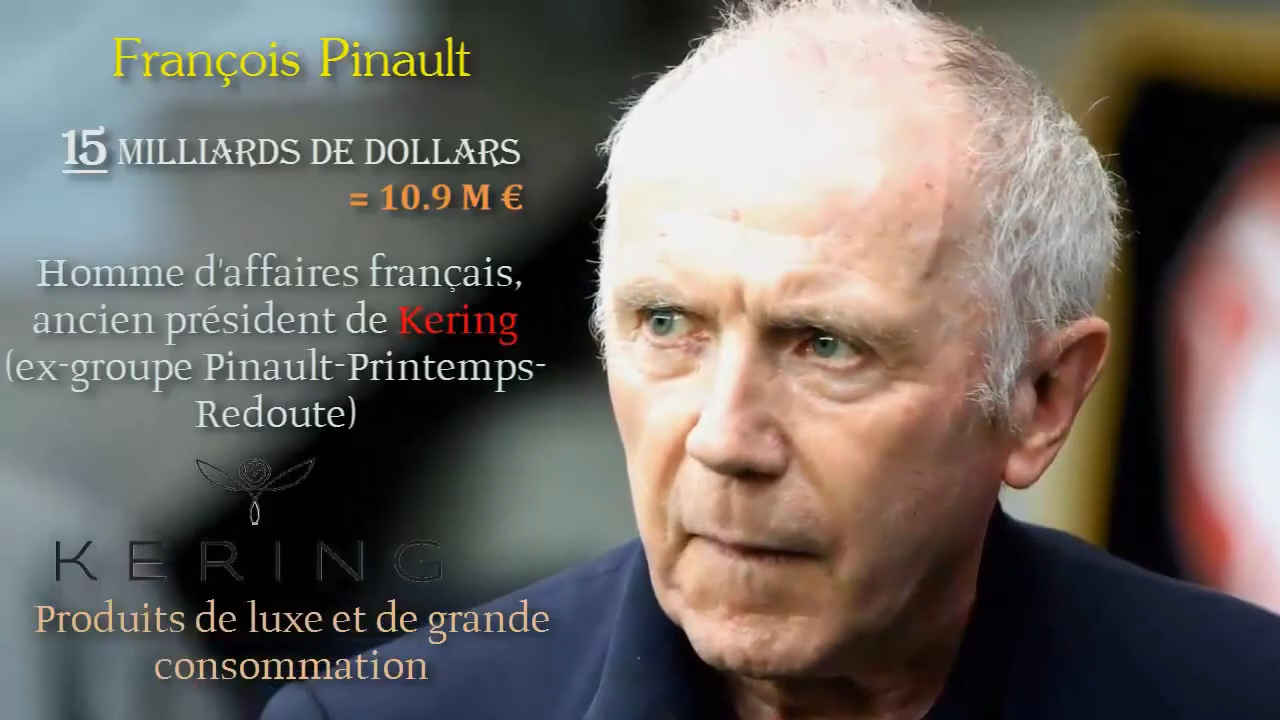 François Pinault
15 MILLIARDS DE DOLLARS
= 10.9 M €
Homme d'affaires français,
ancien président de Kering
(ex-groupe Pinault-Printemps-
Redoute)
KERING
Produits de luxe et de grande
consommation